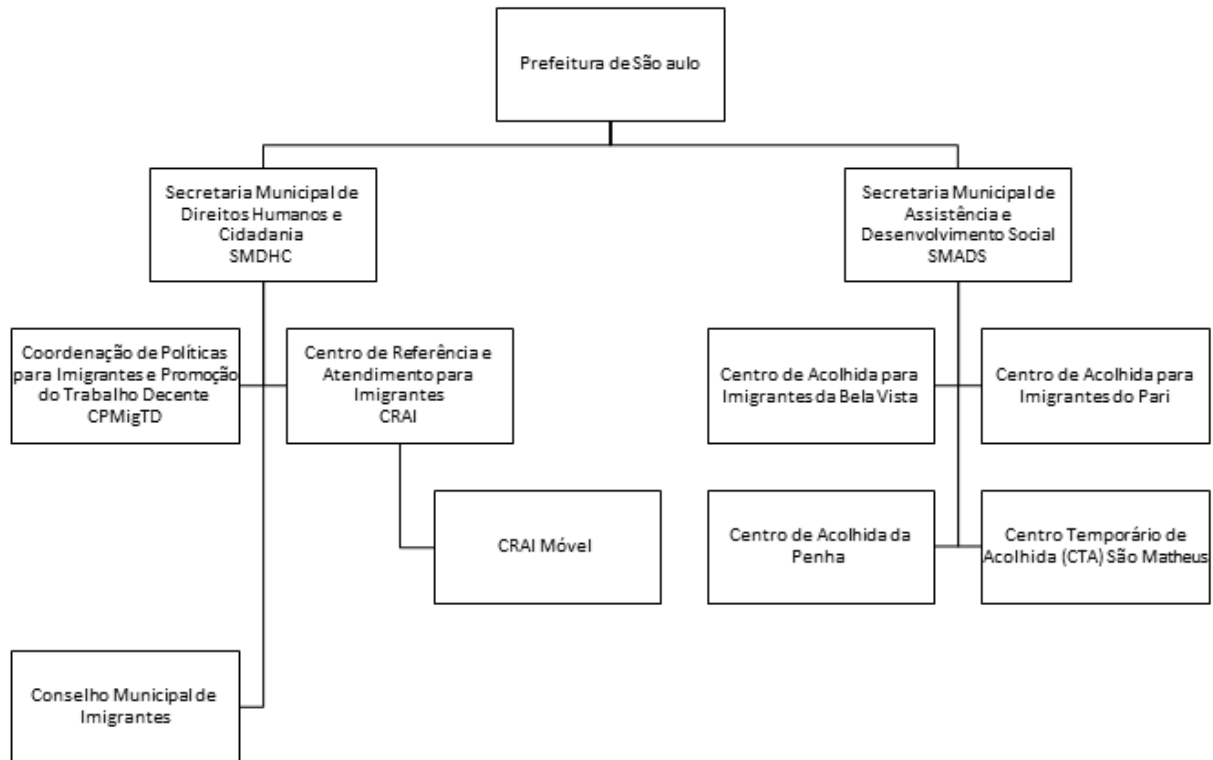 Prefeitura de São aulo
Secretaria Municipal de
Direitos Humanos e
Cidadania
SMDHC
Secretaria Municipal de
Assistência e
Desenvolvimento Social
SMADS
Coordenação de Políticas
para Imigrantes e Promoção
do Trabalho Decente
CPMigTD
Centro de Referência e
Atendimento para
Imigrantes
CRAI
Centro de Acolhida para
Imigrantes da Bela Vista
Centro de Acolhida para
Imigrantes do Pari
CRAI Móvel
Centro de Acolhida da
Penha
Centro Temporário de
Acolhida (CTA) São Matheus
Conselho Municipal de
Imigrantes